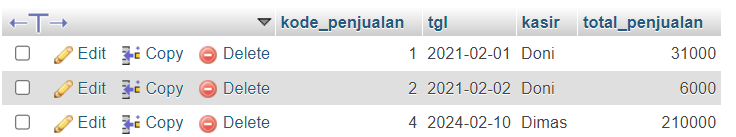 kode_penjualan tgl kasir total_penjualan
Edit Copy Delete 1 2021-02-01 Doni 31000
Edit Copy Delete 2 2021-02-02 Doni 6000
Edit Copy Delete 4 2024-02-10 Dimas 210000